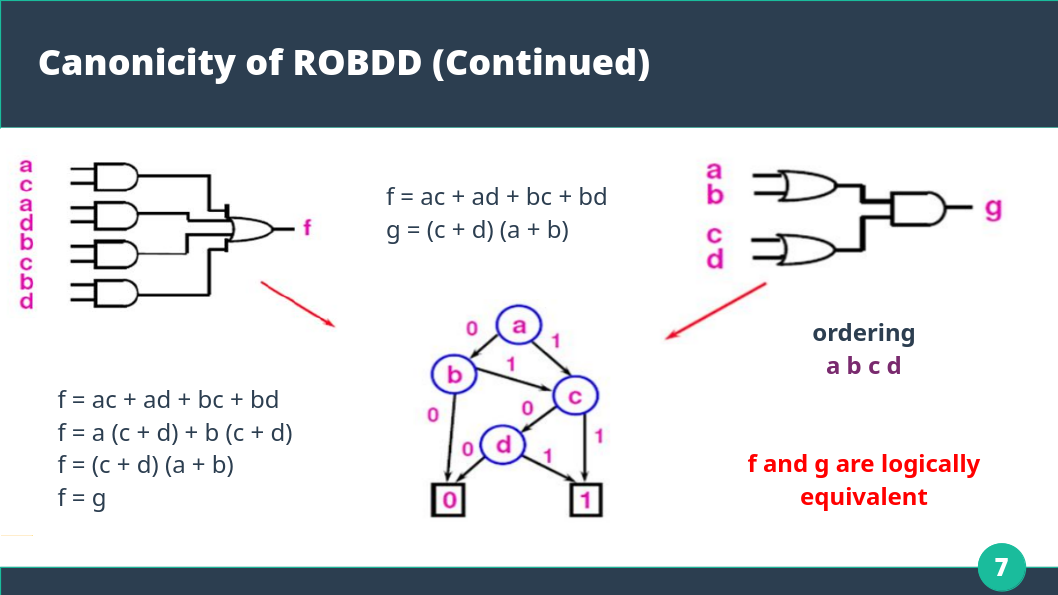 Canonicity of ROBDD (Continued)
a
c
a
d
b
c
b
d
f
f = ac + ad + bc + bd
g = (c + d) (a + b)
a
b
c
d
g
ordering
a b c d
0
a
1
b
1
c
0
0
d
1
0
1
0
1
f = ac + ad + bc + bd
f = a (c + d) + b (c + d)
f = (c + d) (a + b)
f = g
f and g are logically
equivalent
7